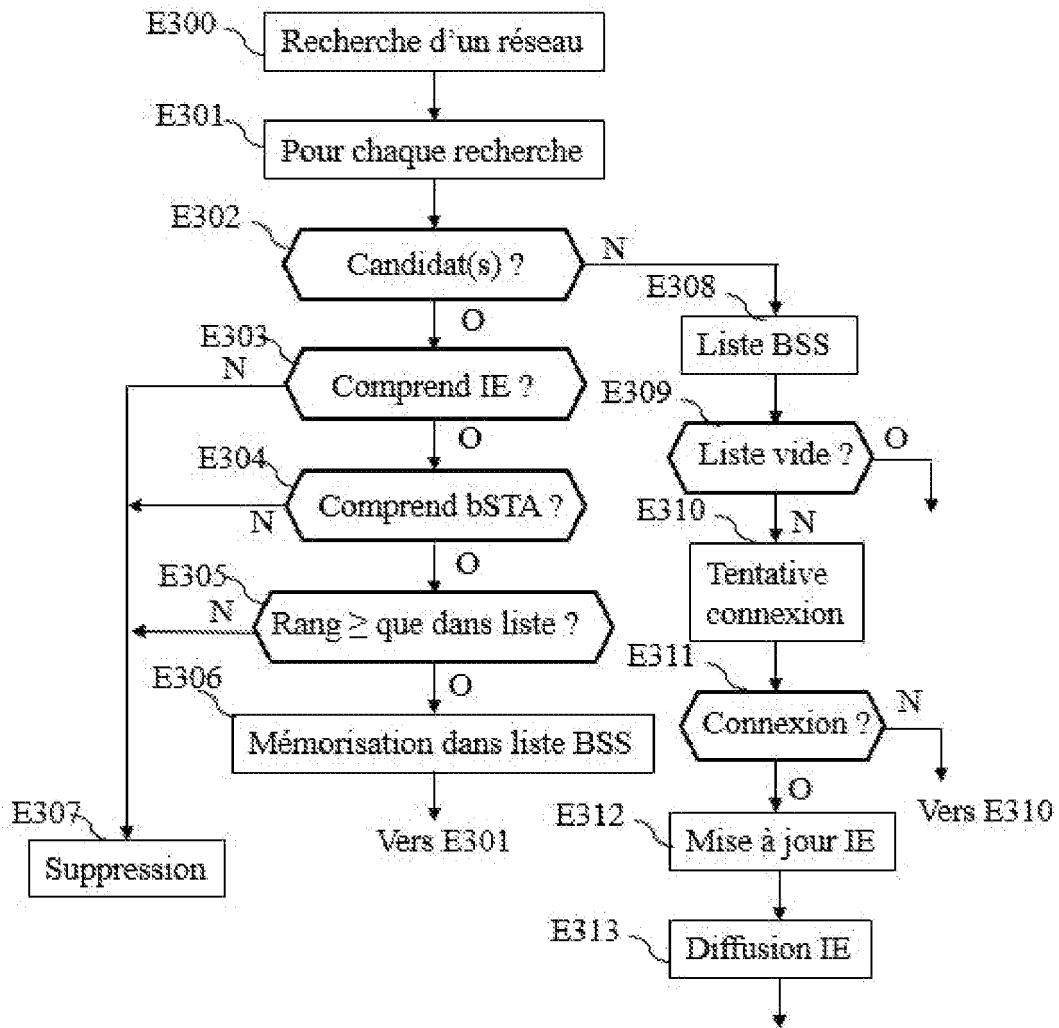 E300
Recherche d'un réseau
E301
Pour chaque recherche
E302
Candidat(s) ?
N
O
E303
Comprend IE ?
N
O
E304
Comprend bSTA ?
N
O
E305
Rang ≥ que dans liste ?
N
O
E306
Mémorisation dans liste BSS
Vers E301
E307
Suppression
E308
Liste BSS
E309
Liste vide ?
O
N
E310
Tentative
connexion
E311
Connexion ?
N
O
Vers E310
E312
Mise à jour IE
E313
Diffusion IE